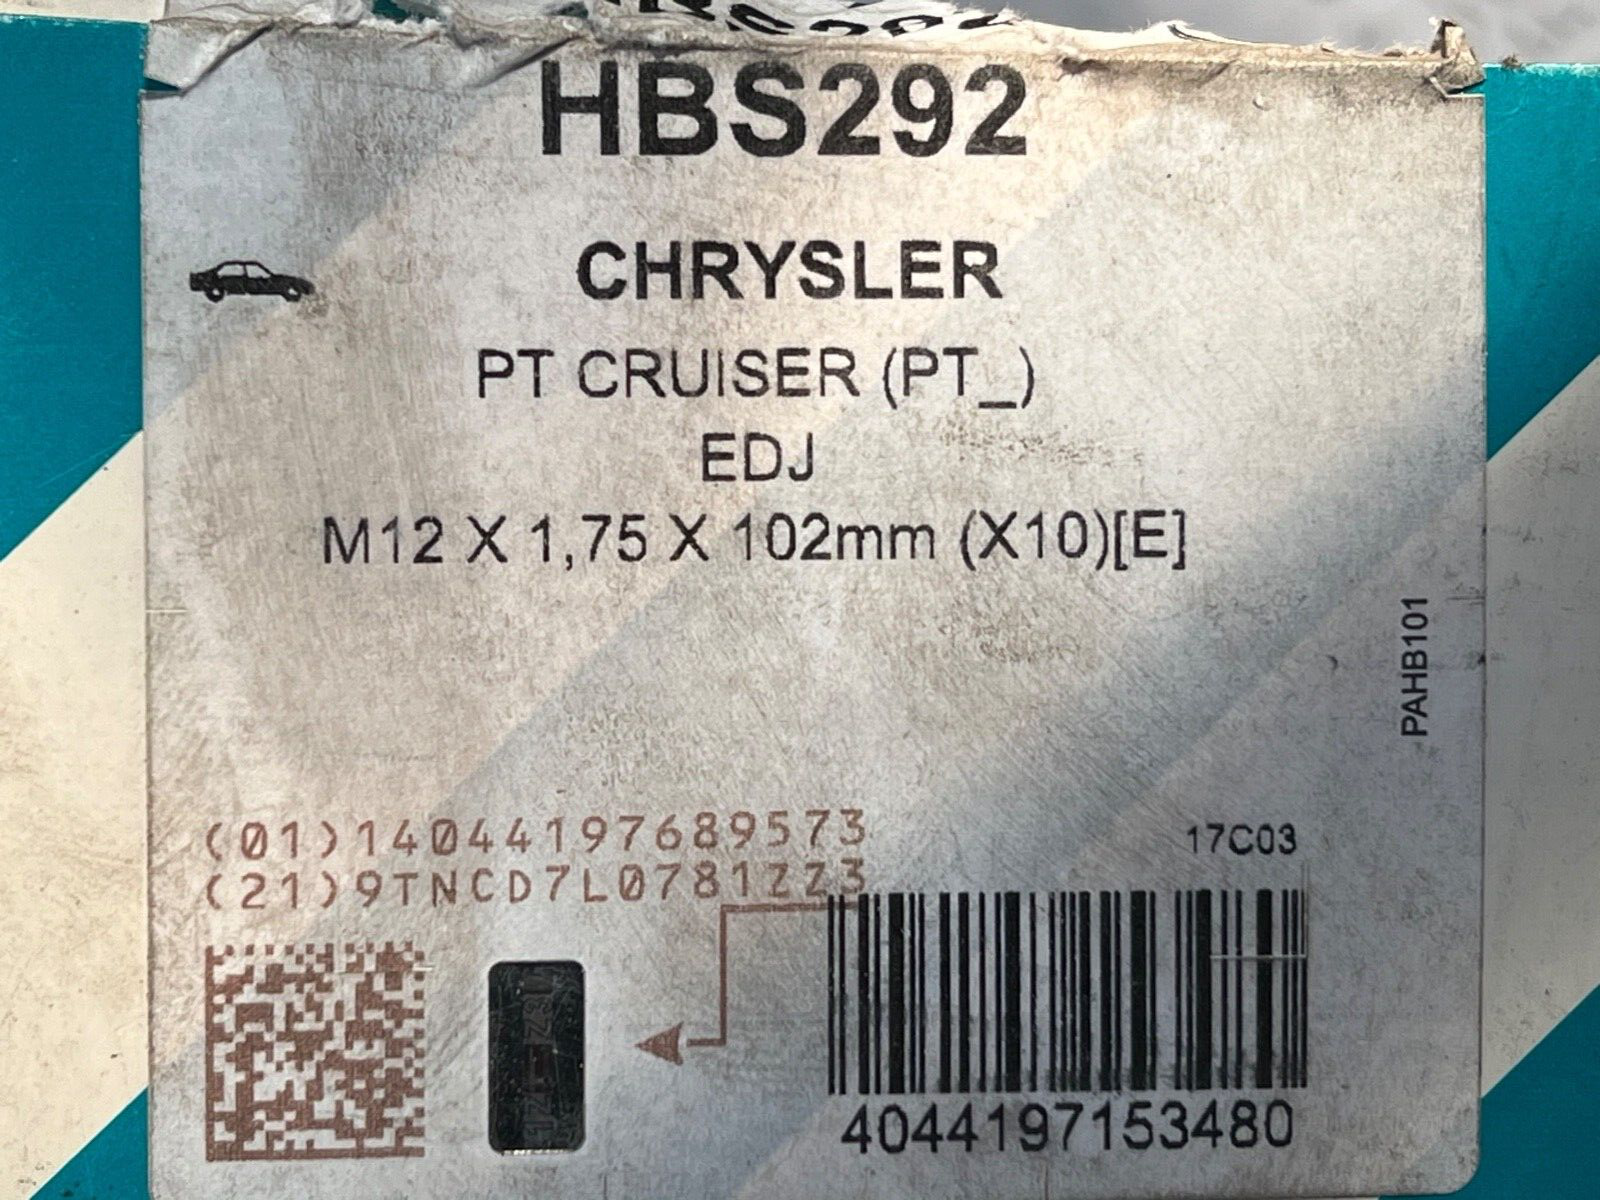 HBS292
CHRYSLER
PT CRUISER (PT_)
EDJ
M12 X 1,75 X 102mm (X10)[E]
PAHB101
(01)14044197689573
(21)9TNCD7L0781ZZ3
17C03
4044197153480